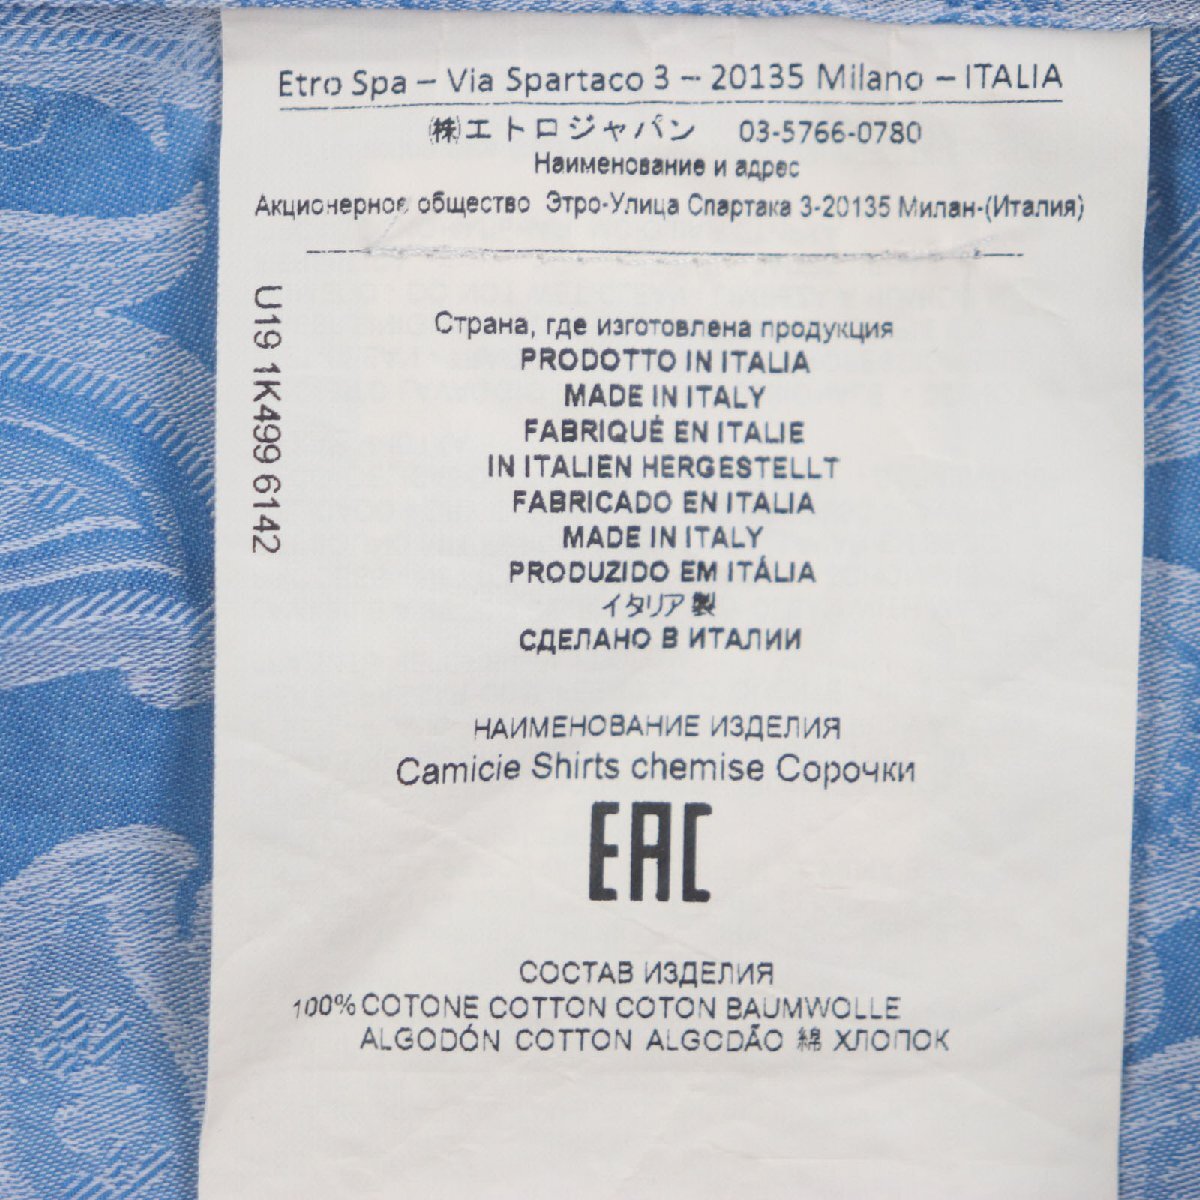 Etro Spa – Via Spartaco 3 – 20135 Milano – ITALIA
㈱エトロジャパン 03-5766-0780
Наименование и адрес
Акционерное общество Этро-Улица Спартака 3-20135 Милан-(Италия)
U19 1K499 6142
Страна, где изготовлена продукция
PRODOTTO IN ITALIA
MADE IN ITALY
FABRIQUÉ EN ITALIE
IN ITALIEN HERGESTELLT
FABRICADO EN ITALIA
MADE IN ITALY
PRODUZIDO EM ITÁLIA
イタリア製
СДЕЛАНО В ИТАЛИИ
НАИМЕНОВАНИЕ ИЗДЕЛИЯ
Camicie Shirts chemise Сорочки
EAC
СОСТАВ ИЗДЕЛИЯ
100% COTONE COTTON COTON BAUMWOLLE
ALGODÓN COTTON ALGODÃO 綿 ХЛОПОК